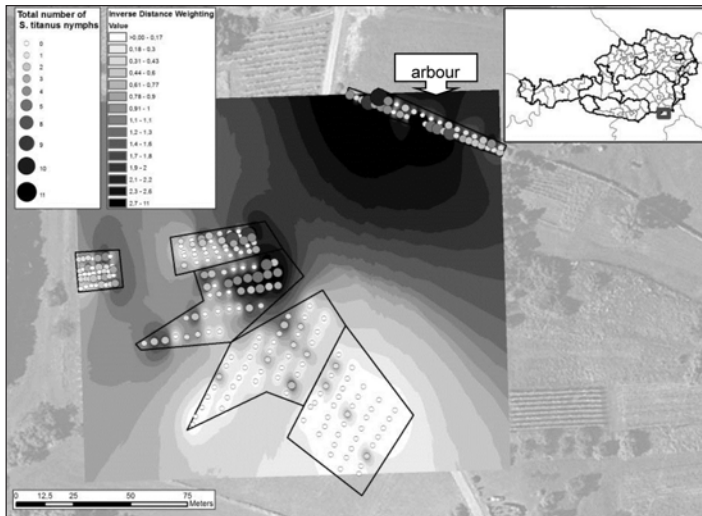 Total number of
S. titanus nymphs
0
1
2
3
4
5
8
9
10
11
Inverse Distance Weighting
Value
>0,00 - 0,17
0,18 - 0,3
0,31 - 0,43
0,44 - 0,6
0,61 - 0,77
0,78 - 0,9
0,91 - 1
1,1 - 1,1
1,2 - 1,3
1,4 - 1,6
1,7 - 1,8
1,9 - 2
2,1 - 2,2
2,3 - 2,6
2,7 - 11
arbour
0 12,5 25 50 75
Meters